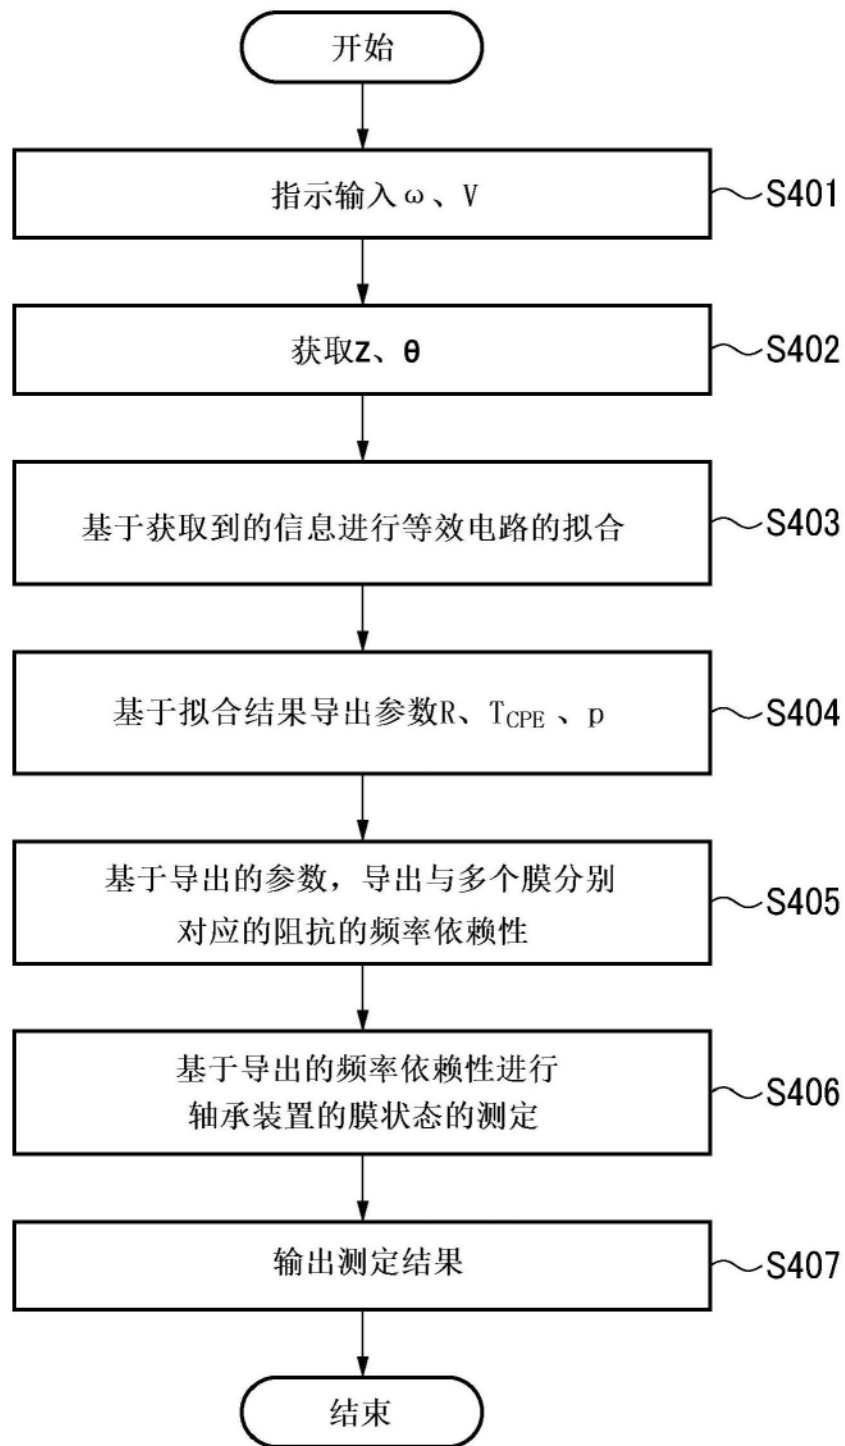 开始
指示输入ω、V
S401
获取Z、θ
S402
基于获取到的信息进行等效电路的拟合
S403
基于拟合结果导出参数R、T_CPE、p
S404
基于导出的参数，导出与多个膜分别
对应的阻抗的频率依赖性
S405
基于导出的频率依赖性进行
轴承装置的膜状态的测定
S406
输出测定结果
S407
结束